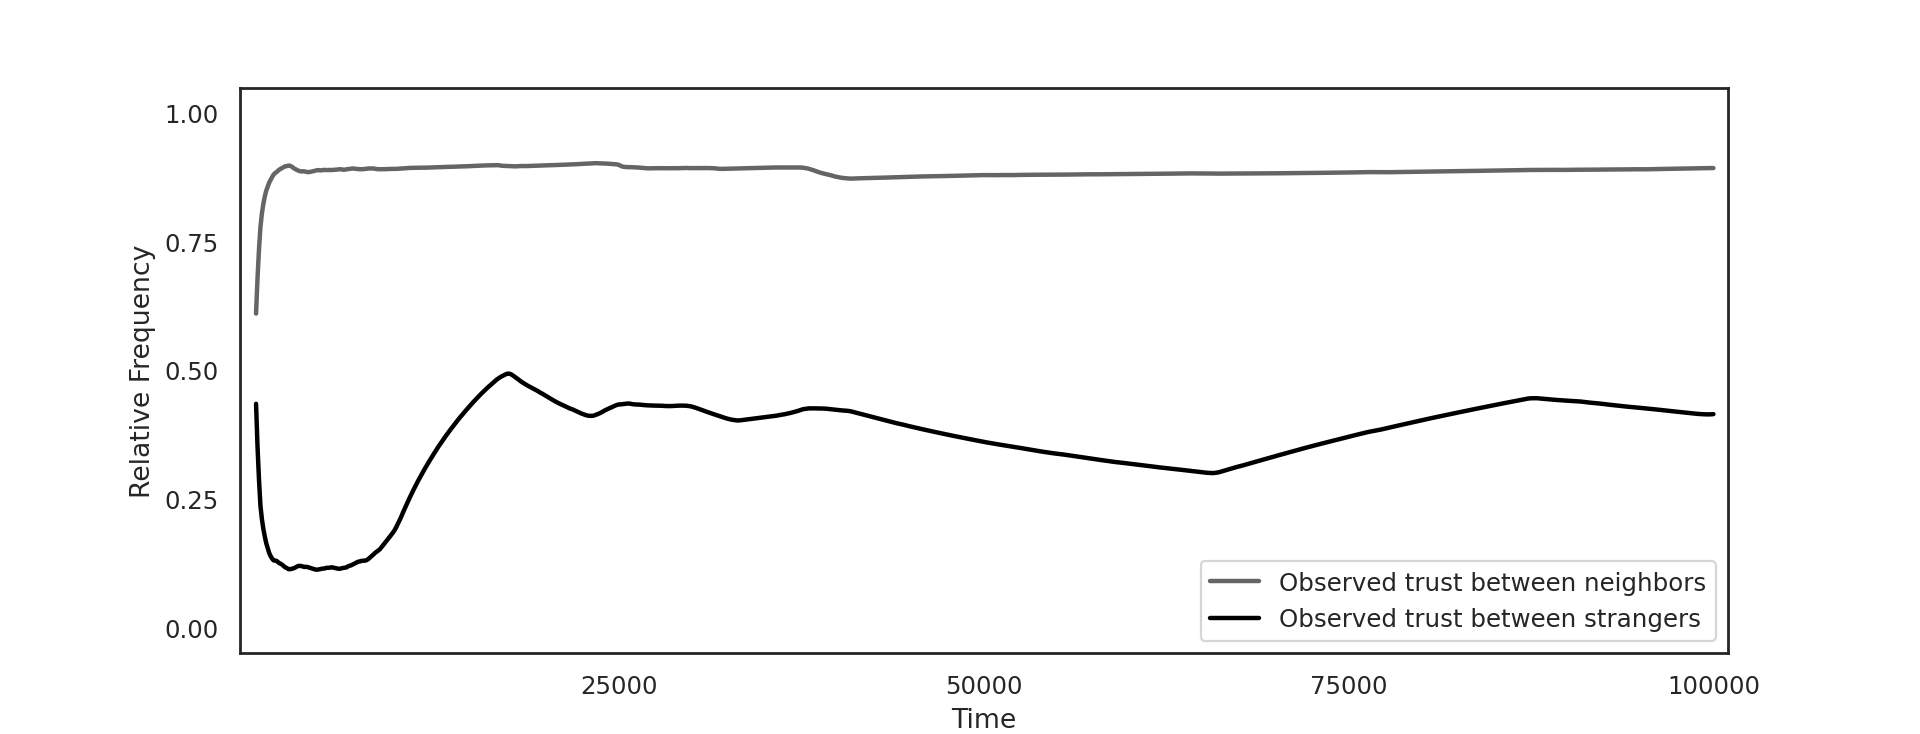 1.00
0.75
0.50
0.25
0.00
Relative Frequency
Observed trust between neighbors
Observed trust between strangers
25000 50000 75000 100000
Time